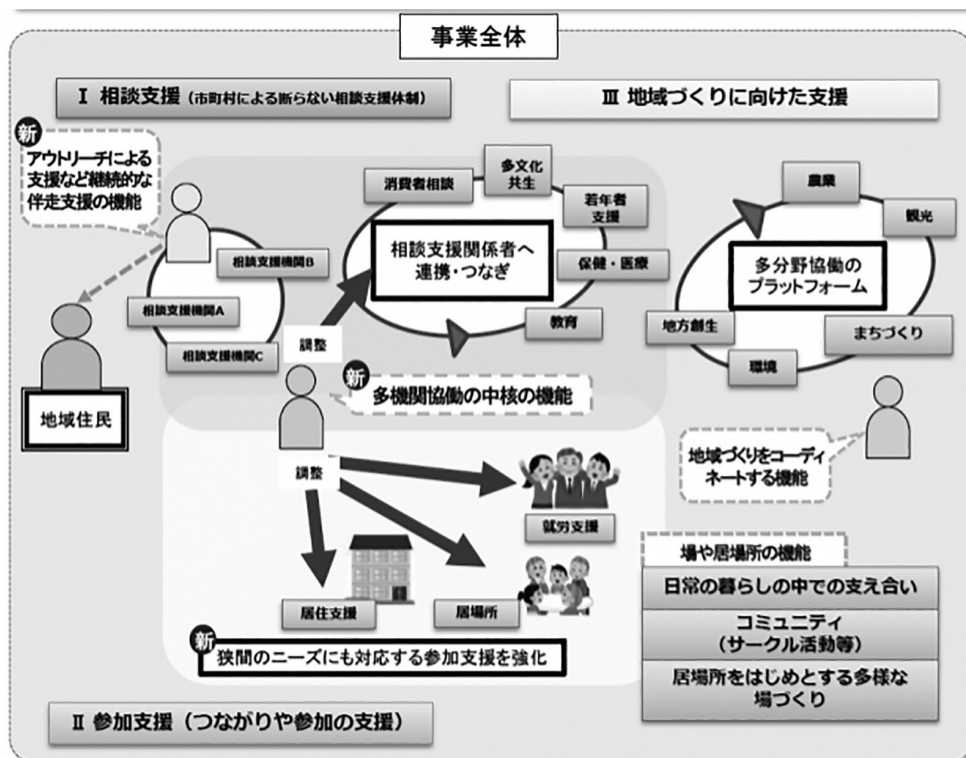 事業全体
Ⅰ 相談支援(市町村による断らない相談支援体制)
Ⅲ 地域づくりに向けた支援
新
アウトリーチによる
支援など継続的な
伴走支援の機能
相談支援機関B
相談支援機関A
相談支援機関C
地域住民
消費者相談
多文化
共生
若年者
支援
保健・医療
教育
相談支援関係者へ
連携・つなぎ
調整
新
多機関協働の中核の機能
農業
観光
まちづくり
環境
地方創生
多分野協働の
プラットフォーム
地域づくりをコーディ
ネートする機能
調整
就労支援
居場所
居住支援
新
狭間のニーズにも対応する参加支援を強化
Ⅱ 参加支援(つながりや参加の支援)
場や居場所の機能
日常の暮らしの中での支え合い
コミュニティ
(サークル活動等)
居場所をはじめとする多様な
場づくり